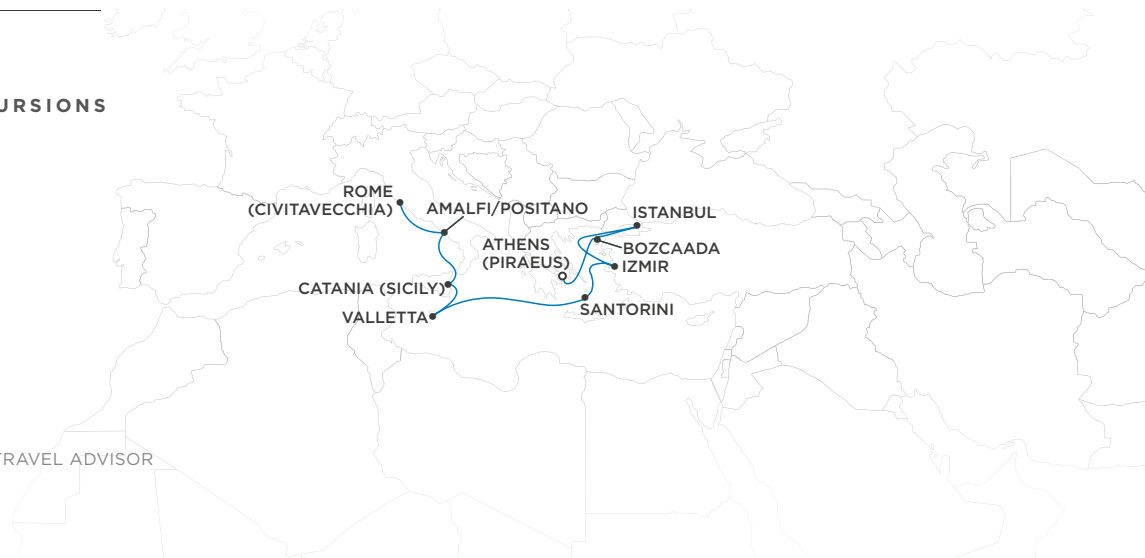 URSIONS
ROME
(CIVITAVECCHIA)
AMALFI/POSITANO
ISTANBUL
ATHENS
(PIRAEUS)
BOZCAADA
IZMIR
CATANIA (SICILY)
SANTORINI
VALLETTA
TRAVEL ADVISOR